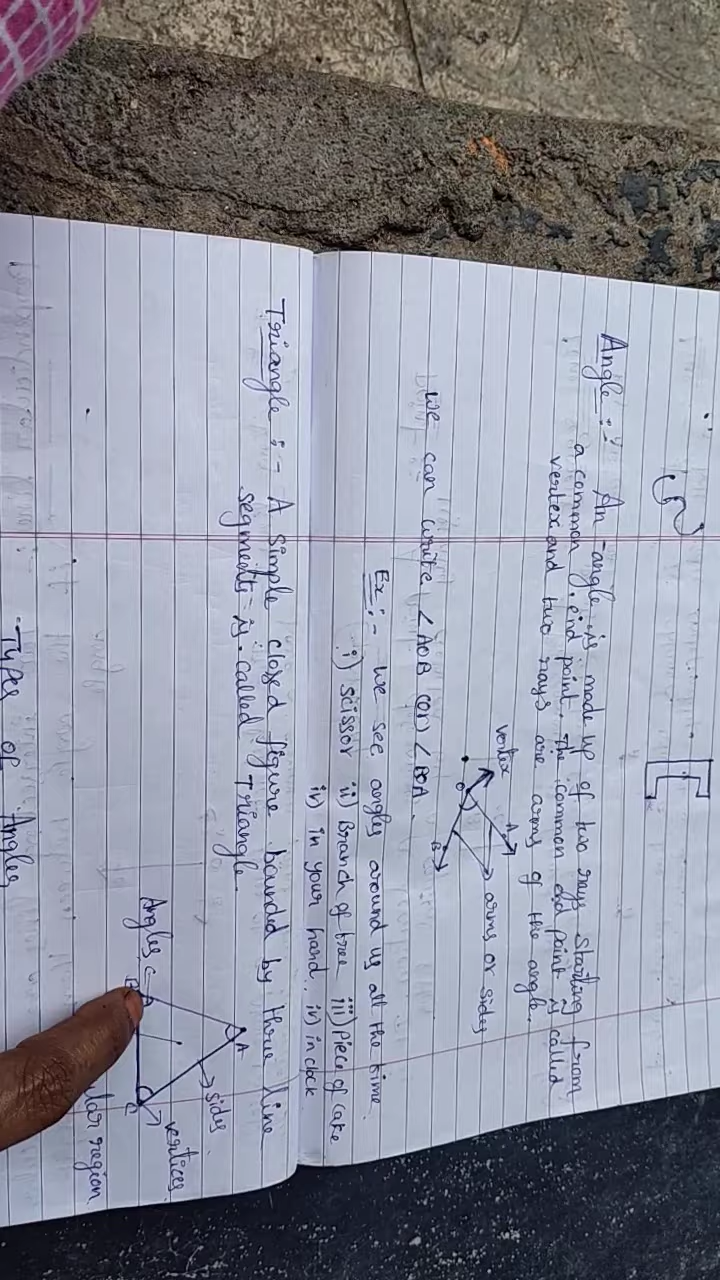 Angle :- An angle is made up of two rays starting from
a common end point. The common end point is called
vertex and two rays are arms of the angle.
vertex
A
O
B
arms or sides
we can write ∠AOB (or) ∠BOA.
Ex :- we see angles around us all the time.
i) scissor ii) Branch of tree iii) Piece of cake
iv) in your hand, iv) in clock
Triangle :- A simple closed figure bounded by three line
segments is called Triangle.
A
sides
Angles
vertices
region
Types of Angles